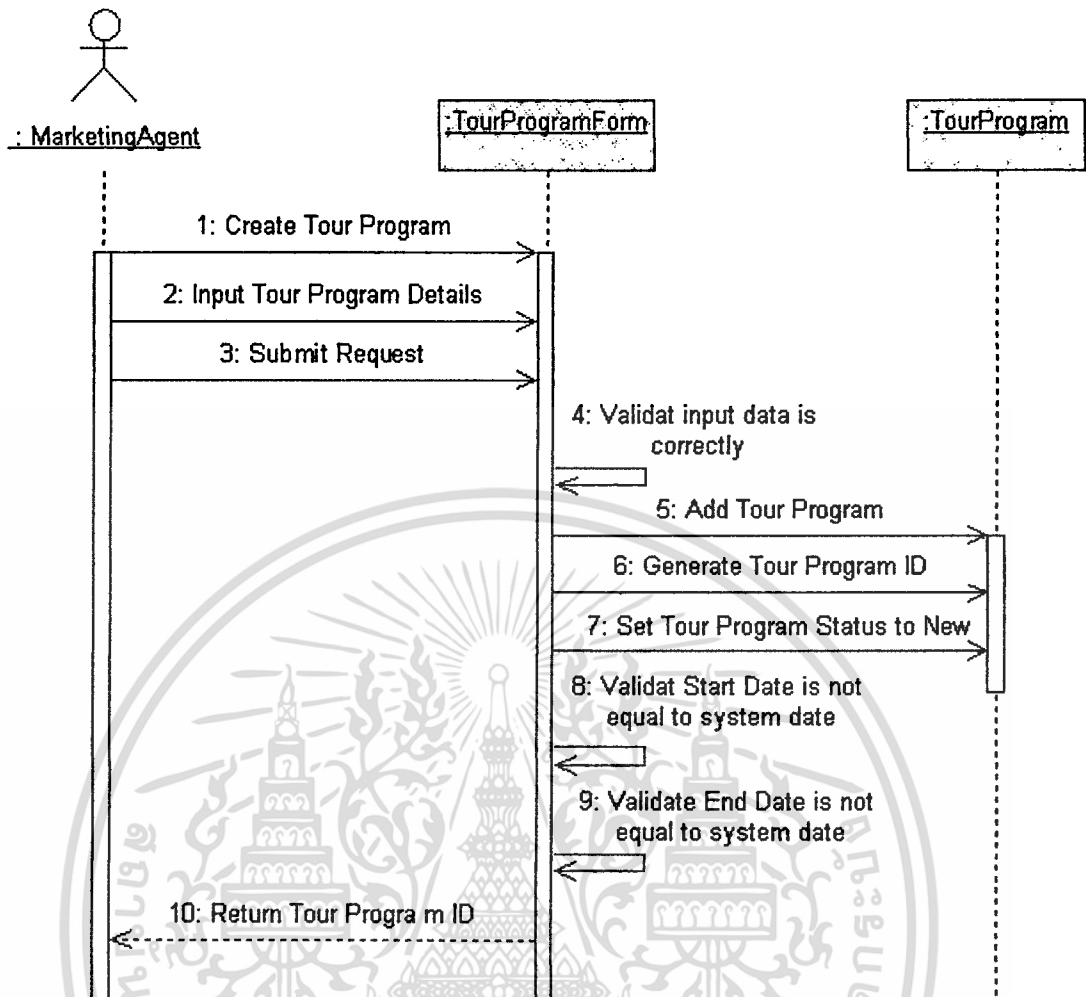 : MarketingAgent
:TourProgramForm
:TourProgram
1: Create Tour Program
2: Input Tour Program Details
3: Submit Request
4: Validat input data is
correctly
5: Add Tour Program
6: Generate Tour Program ID
7: Set Tour Program Status to New
8: Validat Start Date is not
equal to system date
9: Validate End Date is not
equal to system date
10: Return Tour Progra m ID